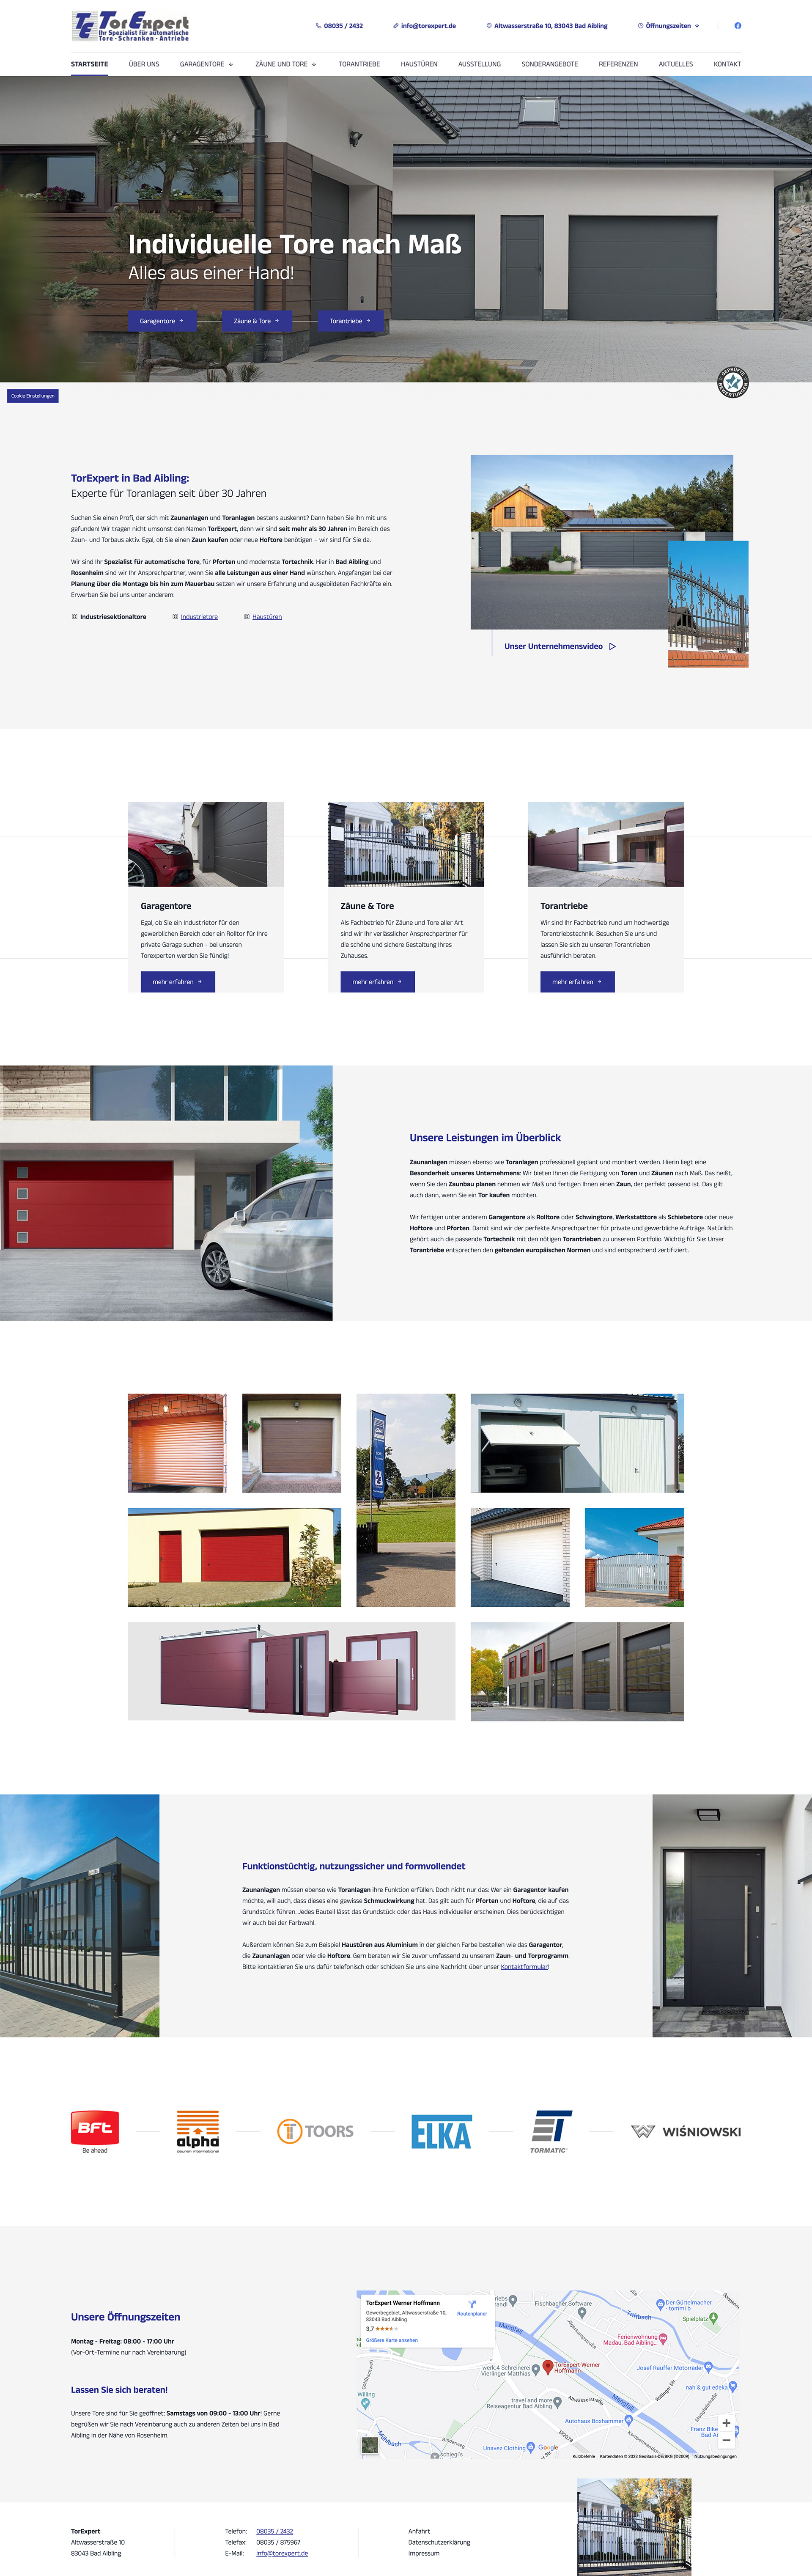 TorExpert
Ihr Spezialist für automatische
Tore - Schranken - Antriebe
08035 / 2432
info@torexpert.de
Altwasserstraße 10, 83043 Bad Aibling
Öffnungszeiten
STARTSEITE
ÜBER UNS
GARAGENTORE
ZÄUNE UND TORE
TORANTRIEBE
HAUSTÜREN
AUSSTELLUNG
SONDERANGEBOTE
REFERENZEN
AKTUELLES
KONTAKT
Individuelle Tore nach Maß
Alles aus einer Hand!
Garagentore
Zäune & Tore
Torantriebe
Cookie Einstellungen
TorExpert in Bad Aibling:
Experte für Toranlagen seit über 30 Jahren
Suchen Sie einen Profi, der sich mit Zaunanlagen und Toranlagen bestens auskennt? Dann haben Sie ihn mit uns
gefunden! Wir tragen nicht umsonst den Namen TorExpert, denn wir sind seit mehr als 30 Jahren im Bereich des
Zaun- und Torbaus aktiv. Egal, ob Sie einen Zaun kaufen oder neue Hoftore benötigen – wir sind für Sie da.
Wir sind Ihr Spezialist für automatische Tore, für Pforten und modernste Tortechnik. Hier in Bad Aibling und
Rosenheim sind wir Ihr Ansprechpartner, wenn Sie alle Leistungen aus einer Hand wünschen. Angefangen bei der
Planung über die Montage bis hin zum Mauerbau setzen wir unsere Erfahrung und ausgebildeten Fachkräfte ein.
Erwerben Sie bei uns unter anderem:
Industriesektionaltore
Industrietore
Haustüren
Unser Unternehmensvideo
Garagentore
Egal, ob Sie ein Industrietor für den
gewerblichen Bereich oder ein Rolltor für Ihre
private Garage suchen - bei unseren
Torexperten werden Sie fündig!
mehr erfahren
Zäune & Tore
Als Fachbetrieb für Zäune und Tore aller Art
sind wir Ihr verlässlicher Ansprechpartner für
die schöne und sichere Gestaltung Ihres
Zuhauses.
mehr erfahren
Torantriebe
Wir sind Ihr Fachbetrieb rund um hochwertige
Torantriebstechnik. Besuchen Sie uns und
lassen Sie sich zu unseren Torantrieben
ausführlich beraten.
mehr erfahren
Unsere Leistungen im Überblick
Zaunanlagen müssen ebenso wie Toranlagen professionell geplant und montiert werden. Hierin liegt eine
Besonderheit unseres Unternehmens: Wir bieten Ihnen die Fertigung von Toren und Zäunen nach Maß. Das heißt,
wenn Sie den Zaunbau planen nehmen wir Maß und fertigen Ihnen einen Zaun, der perfekt passend ist. Das gilt
auch dann, wenn Sie ein Tor kaufen möchten.
Wir fertigen unter anderem Garagentore als Rolltore oder Schwingtore, Werkstatttore als Schiebetore oder neue
Hoftore und Pforten. Damit sind wir der perfekte Ansprechpartner für private und gewerbliche Aufträge. Natürlich
gehört auch die passende Tortechnik mit den nötigen Torantrieben zu unserem Portfolio. Wichtig für Sie: Unser
Torantriebe entsprechen den geltenden europäischen Normen und sind entsprechend zertifiziert.
Funktionstüchtig, nutzungssicher und formvollendet
Zaunanlagen müssen ebenso wie Toranlagen ihre Funktion erfüllen. Doch nicht nur das: Wer ein Garagentor kaufen
möchte, will auch, dass dieses eine gewisse Schmuckwirkung hat. Das gilt auch für Pforten und Hoftore, die auf das
Grundstück führen. Jedes Bauteil lässt das Grundstück oder das Haus individueller erscheinen. Dies berücksichtigen
wir auch bei der Farbwahl.
Außerdem können Sie zum Beispiel Haustüren aus Aluminium in der gleichen Farbe bestellen wie das Garagentor,
die Zaunanlagen oder wie die Hoftore. Gern beraten wir Sie zuvor umfassend zu unserem Zaun- und Torprogramm.
Bitte kontaktieren Sie uns dafür telefonisch oder schicken Sie uns eine Nachricht über unser Kontaktformular!
BFT
Be ahead
alpha
deuren international
TOORS
ELKA
TORMATIC
WIŚNIOWSKI
Unsere Öffnungszeiten
Montag - Freitag: 08:00 - 17:00 Uhr
(Vor-Ort-Termine nur nach Vereinbarung)
Lassen Sie sich beraten!
Unsere Tore sind für Sie geöffnet: Samstags von 09:00 - 13:00 Uhr! Gerne
begrüßen wir Sie nach Vereinbarung auch zu anderen Zeiten bei uns in Bad
Aibling in der Nähe von Rosenheim.
TorExpert Werner Hoffmann
Gewerbegebiet, Altwasserstraße 10,
83043 Bad Aibling
3,7
Größere Karte ansehen
Routenplaner
Fischbacher Software
Der Gürtelmacher
- tomimi b
Spielplatz
Triftbach
Mangfall
Ferienwohnung
Madau, Bad Aibling...
werk.4 Schreinerei
Vierlinger Matthias
TorExpert Werner
Hoffmann
Josef Rauffer Motorräder
nah & gut edeka
Willing
travel and more
Reiseagentur Bad Aibling
Altwasserstraße
Mangfall
Autohaus Boxhammer
Unavez Clothing
Google
Mühlbach
Kurzbefehle
Kartendaten © 2023 GeoBasis-DE/BKG (©2009)
Nutzungsbedingungen
TorExpert
Altwasserstraße 10
83043 Bad Aibling
Telefon: 08035 / 2432
Telefax: 08035 / 875967
E-Mail: info@torexpert.de
Anfahrt
Datenschutzerklärung
Impressum